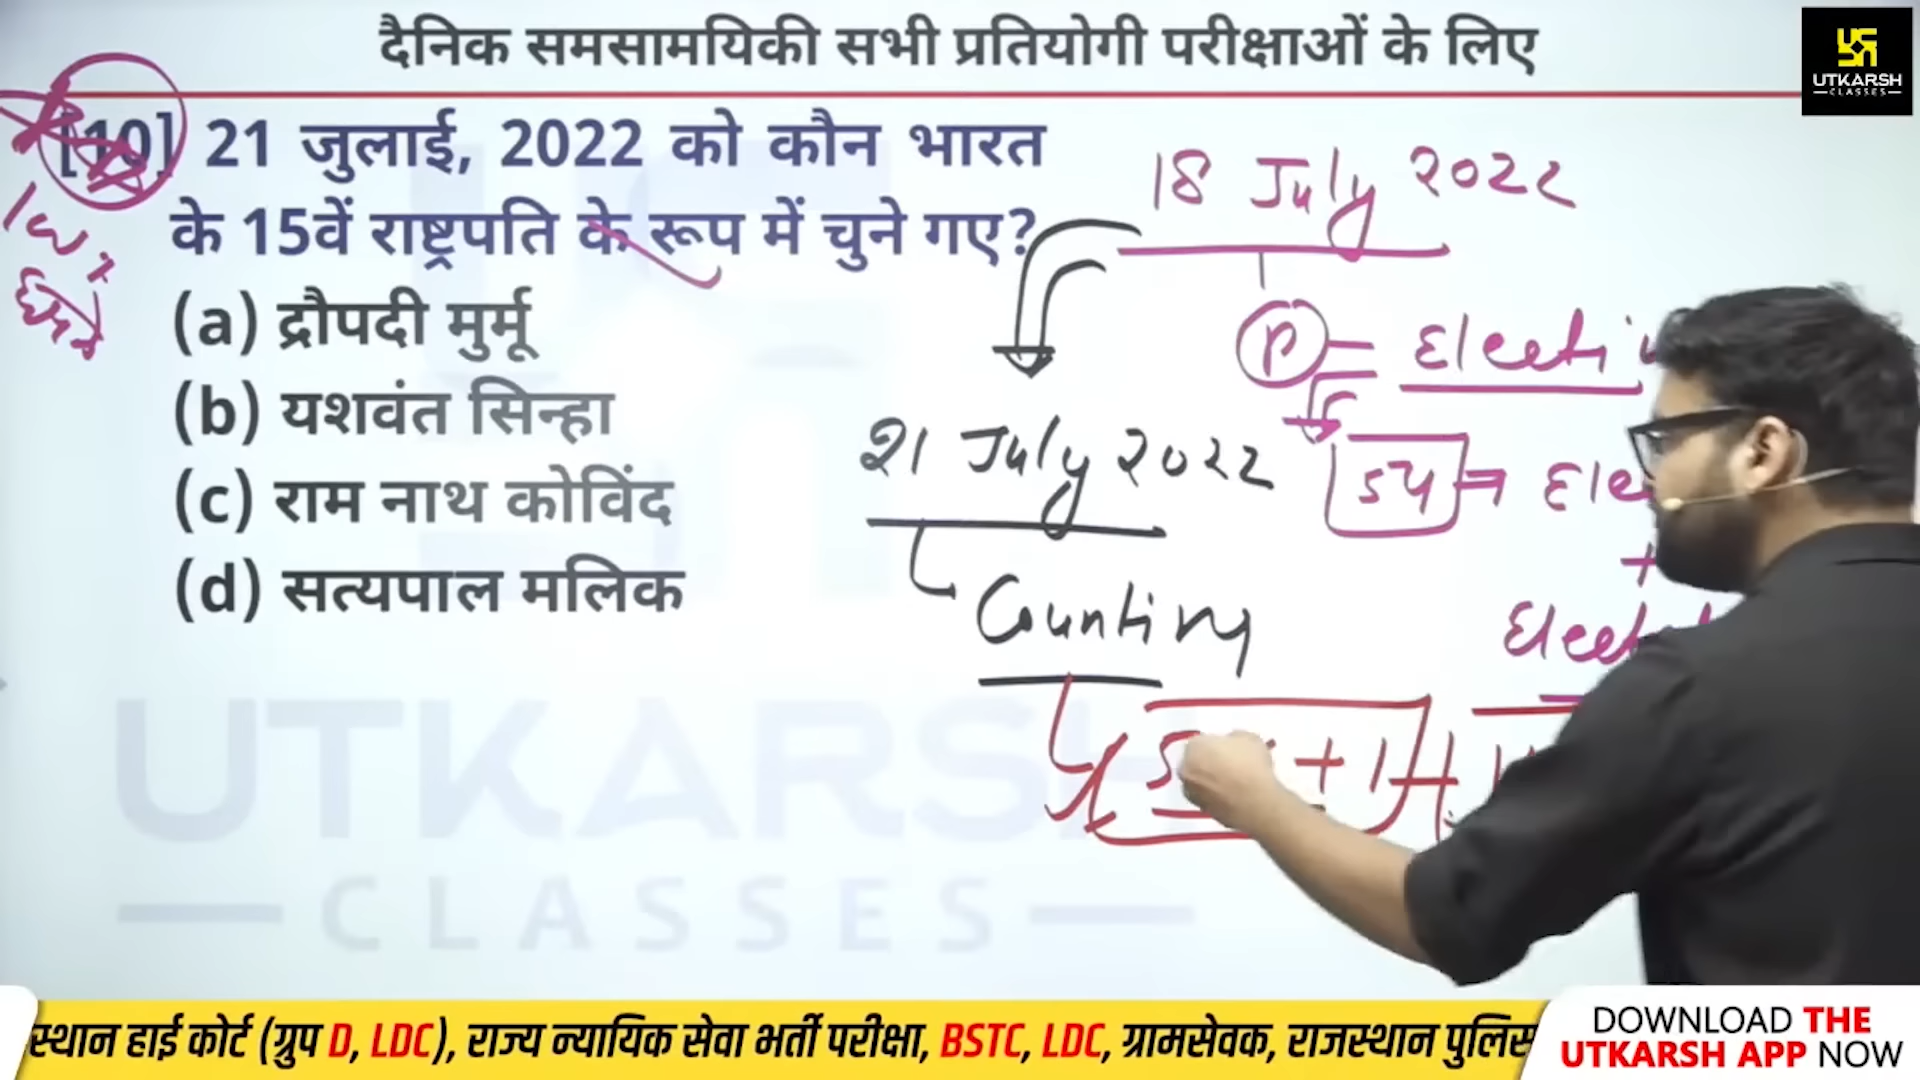 दैनिक समसामयिकी सभी प्रतियोगी परीक्षाओं के लिए
UTKARSH
CLASSES
[10] 21 जुलाई, 2022 को कौन भारत
के 15वें राष्ट्रपति के रूप में चुने गए?
(a) द्रौपदी मुर्मू
(b) यशवंत सिन्हा
(c) राम नाथ कोविंद
(d) सत्यपाल मलिक
18 July 2022
P
54
21 July 2022
Counting
+ 1
UTKARSH
CLASSES
स्थान हाई कोर्ट (ग्रुप D, LDC), राज्य न्यायिक सेवा भर्ती परीक्षा, BSTC, LDC, ग्रामसेवक, राजस्थान पुलिस
DOWNLOAD THE
UTKARSH APP NOW